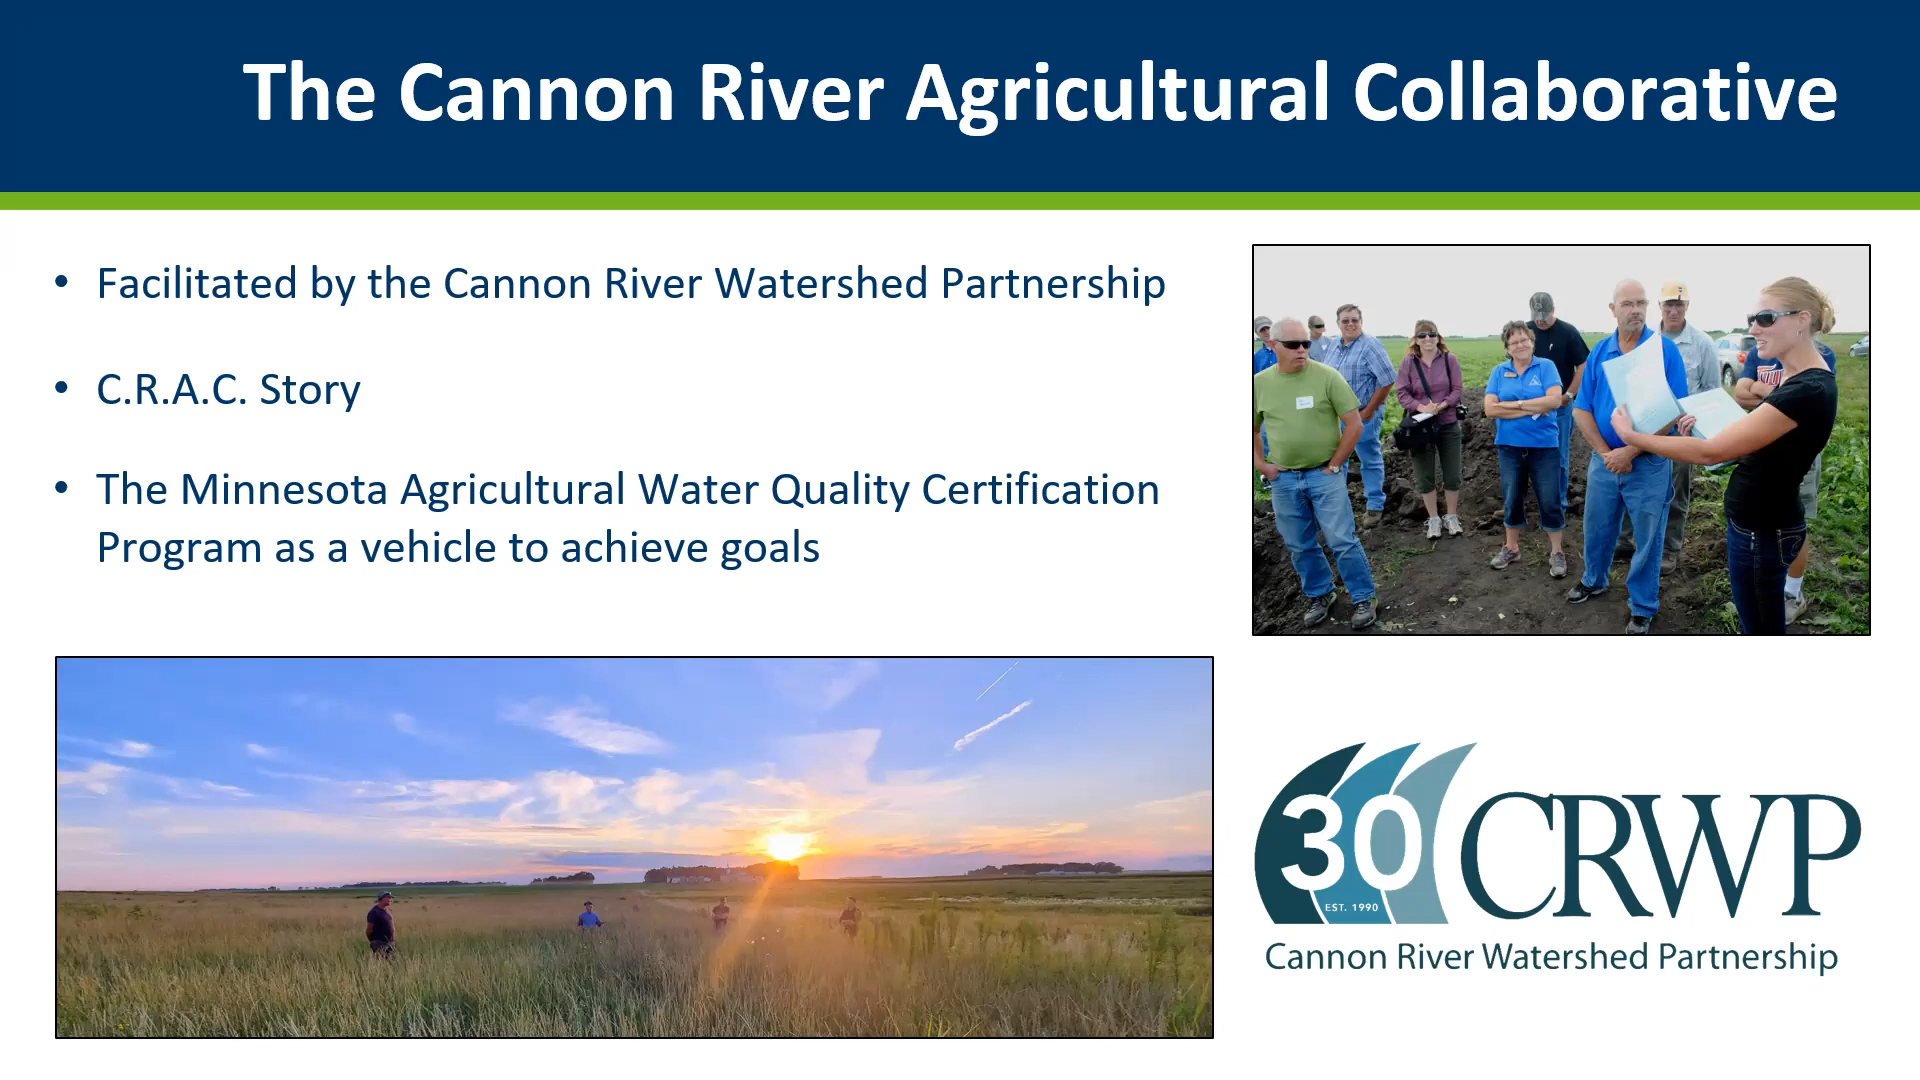 The Cannon River Agricultural Collaborative
• Facilitated by the Cannon River Watershed Partnership
• C.R.A.C. Story
• The Minnesota Agricultural Water Quality Certification
Program as a vehicle to achieve goals
30
EST. 1990
CRWP
Cannon River Watershed Partnership